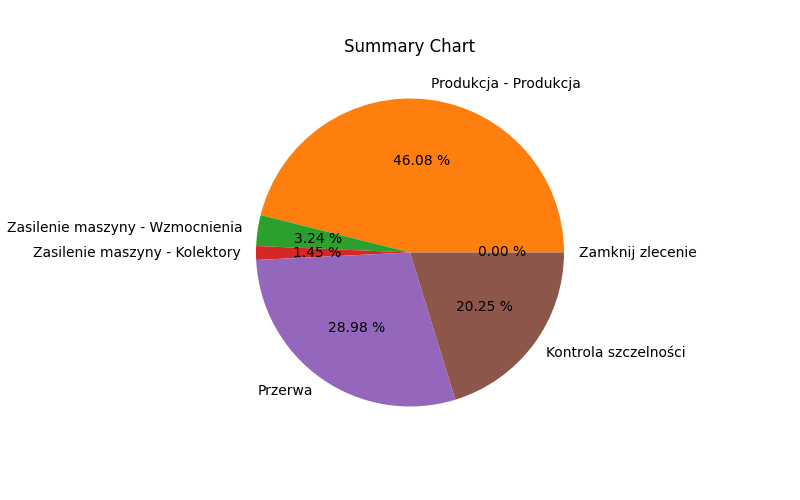 Summary Chart
Produkcja - Produkcja
46.08 %
Zasilenie maszyny - Wzmocnienia
3.24 %
Zasilenie maszyny - Kolektory
1.45 %
0.00 %
Zamknij zlecenie
20.25 %
28.98 %
Kontrola szczelności
Przerwa